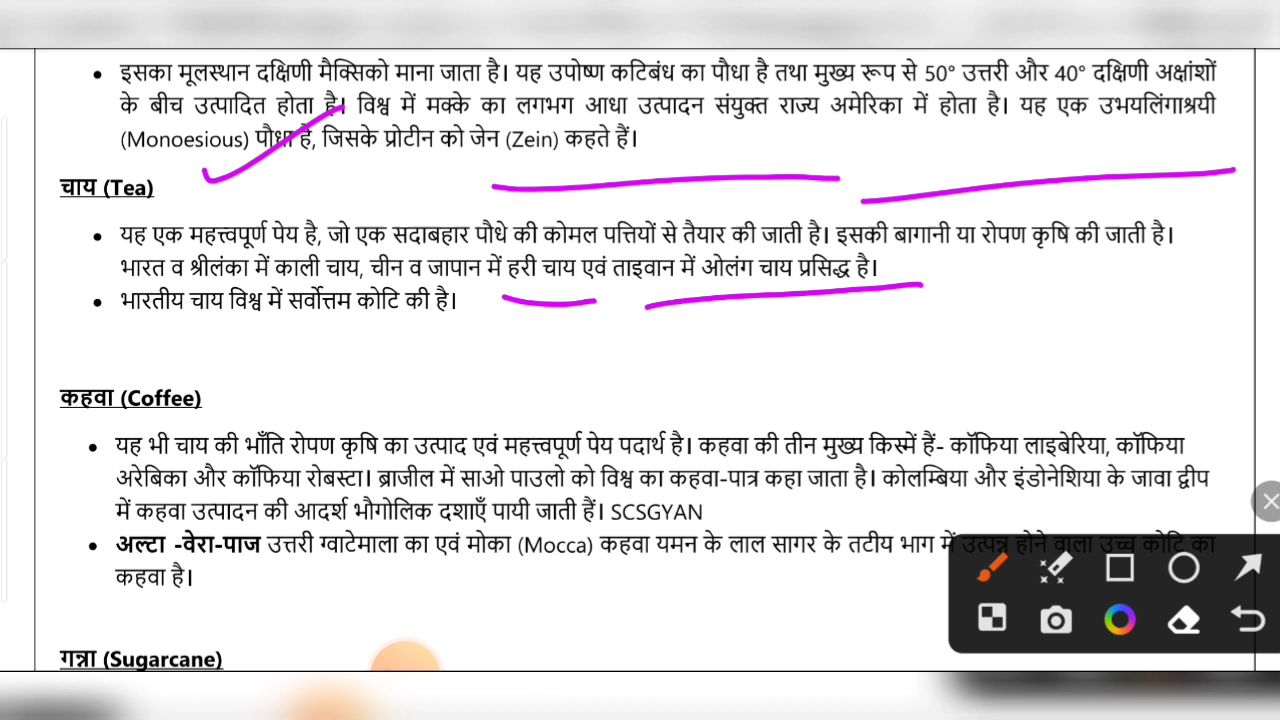 इसका मूलस्थान दक्षिणी मैक्सिको माना जाता है। यह उपोष्ण कटिबंध का पौधा है तथा मुख्य रूप से 50° उत्तरी और 40° दक्षिणी अक्षांशों
के बीच उत्पादित होता है। विश्व में मक्के का लगभग आधा उत्पादन संयुक्त राज्य अमेरिका में होता है। यह एक उभयलिंगाश्रयी
(Monoesious) पौधा है, जिसके प्रोटीन को जेन (Zein) कहते हैं।
चाय (Tea)
यह एक महत्त्वपूर्ण पेय है, जो एक सदाबहार पौधे की कोमल पत्तियों से तैयार की जाती है। इसकी बागानी या रोपण कृषि की जाती है।
भारत व श्रीलंका में काली चाय, चीन व जापान में हरी चाय एवं ताइवान में ओलंग चाय प्रसिद्ध है।
भारतीय चाय विश्व में सर्वोत्तम कोटि की है।
कहवा (Coffee)
यह भी चाय की भाँति रोपण कृषि का उत्पाद एवं महत्त्वपूर्ण पेय पदार्थ है। कहवा की तीन मुख्य किस्में हैं- कॉफिया लाइबेरिया, कॉफिया
अरेबिका और कॉफिया रोबस्टा। ब्राजील में साओ पाउलो को विश्व का कहवा-पात्र कहा जाता है। कोलम्बिया और इंडोनेशिया के जावा द्वीप
में कहवा उत्पादन की आदर्श भौगोलिक दशाएँ पायी जाती हैं। SCSGYAN
अल्टा -वेरा-पाज उत्तरी ग्वाटेमाला का एवं मोका (Mocca) कहवा यमन के लाल सागर के तटीय भाग में उत्पन्न होने वाला उच्च कोटि का
कहवा है।
गन्ना (Sugarcane)